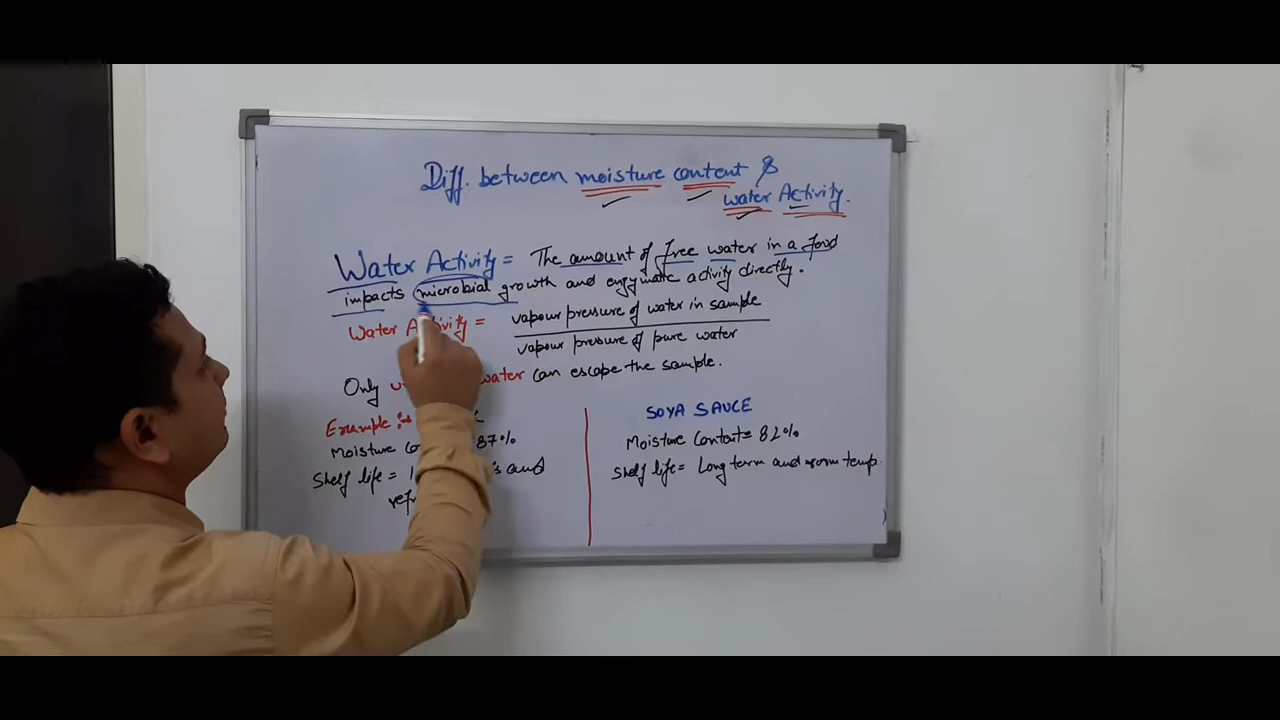 Diff. between moisture content &
water Activity.
Water Activity = The amount of free water in a food
impacts microbial growth and enzymatic activity directly.
Water Activity = vapour pressure of water in sample
vapour pressure of pure water
Only water can escape the sample.
Example :-
Moisture 87%
Shelf life = and
SOYA SAUCE
Moisture Content = 82%
Shelf life = Long term and room temp